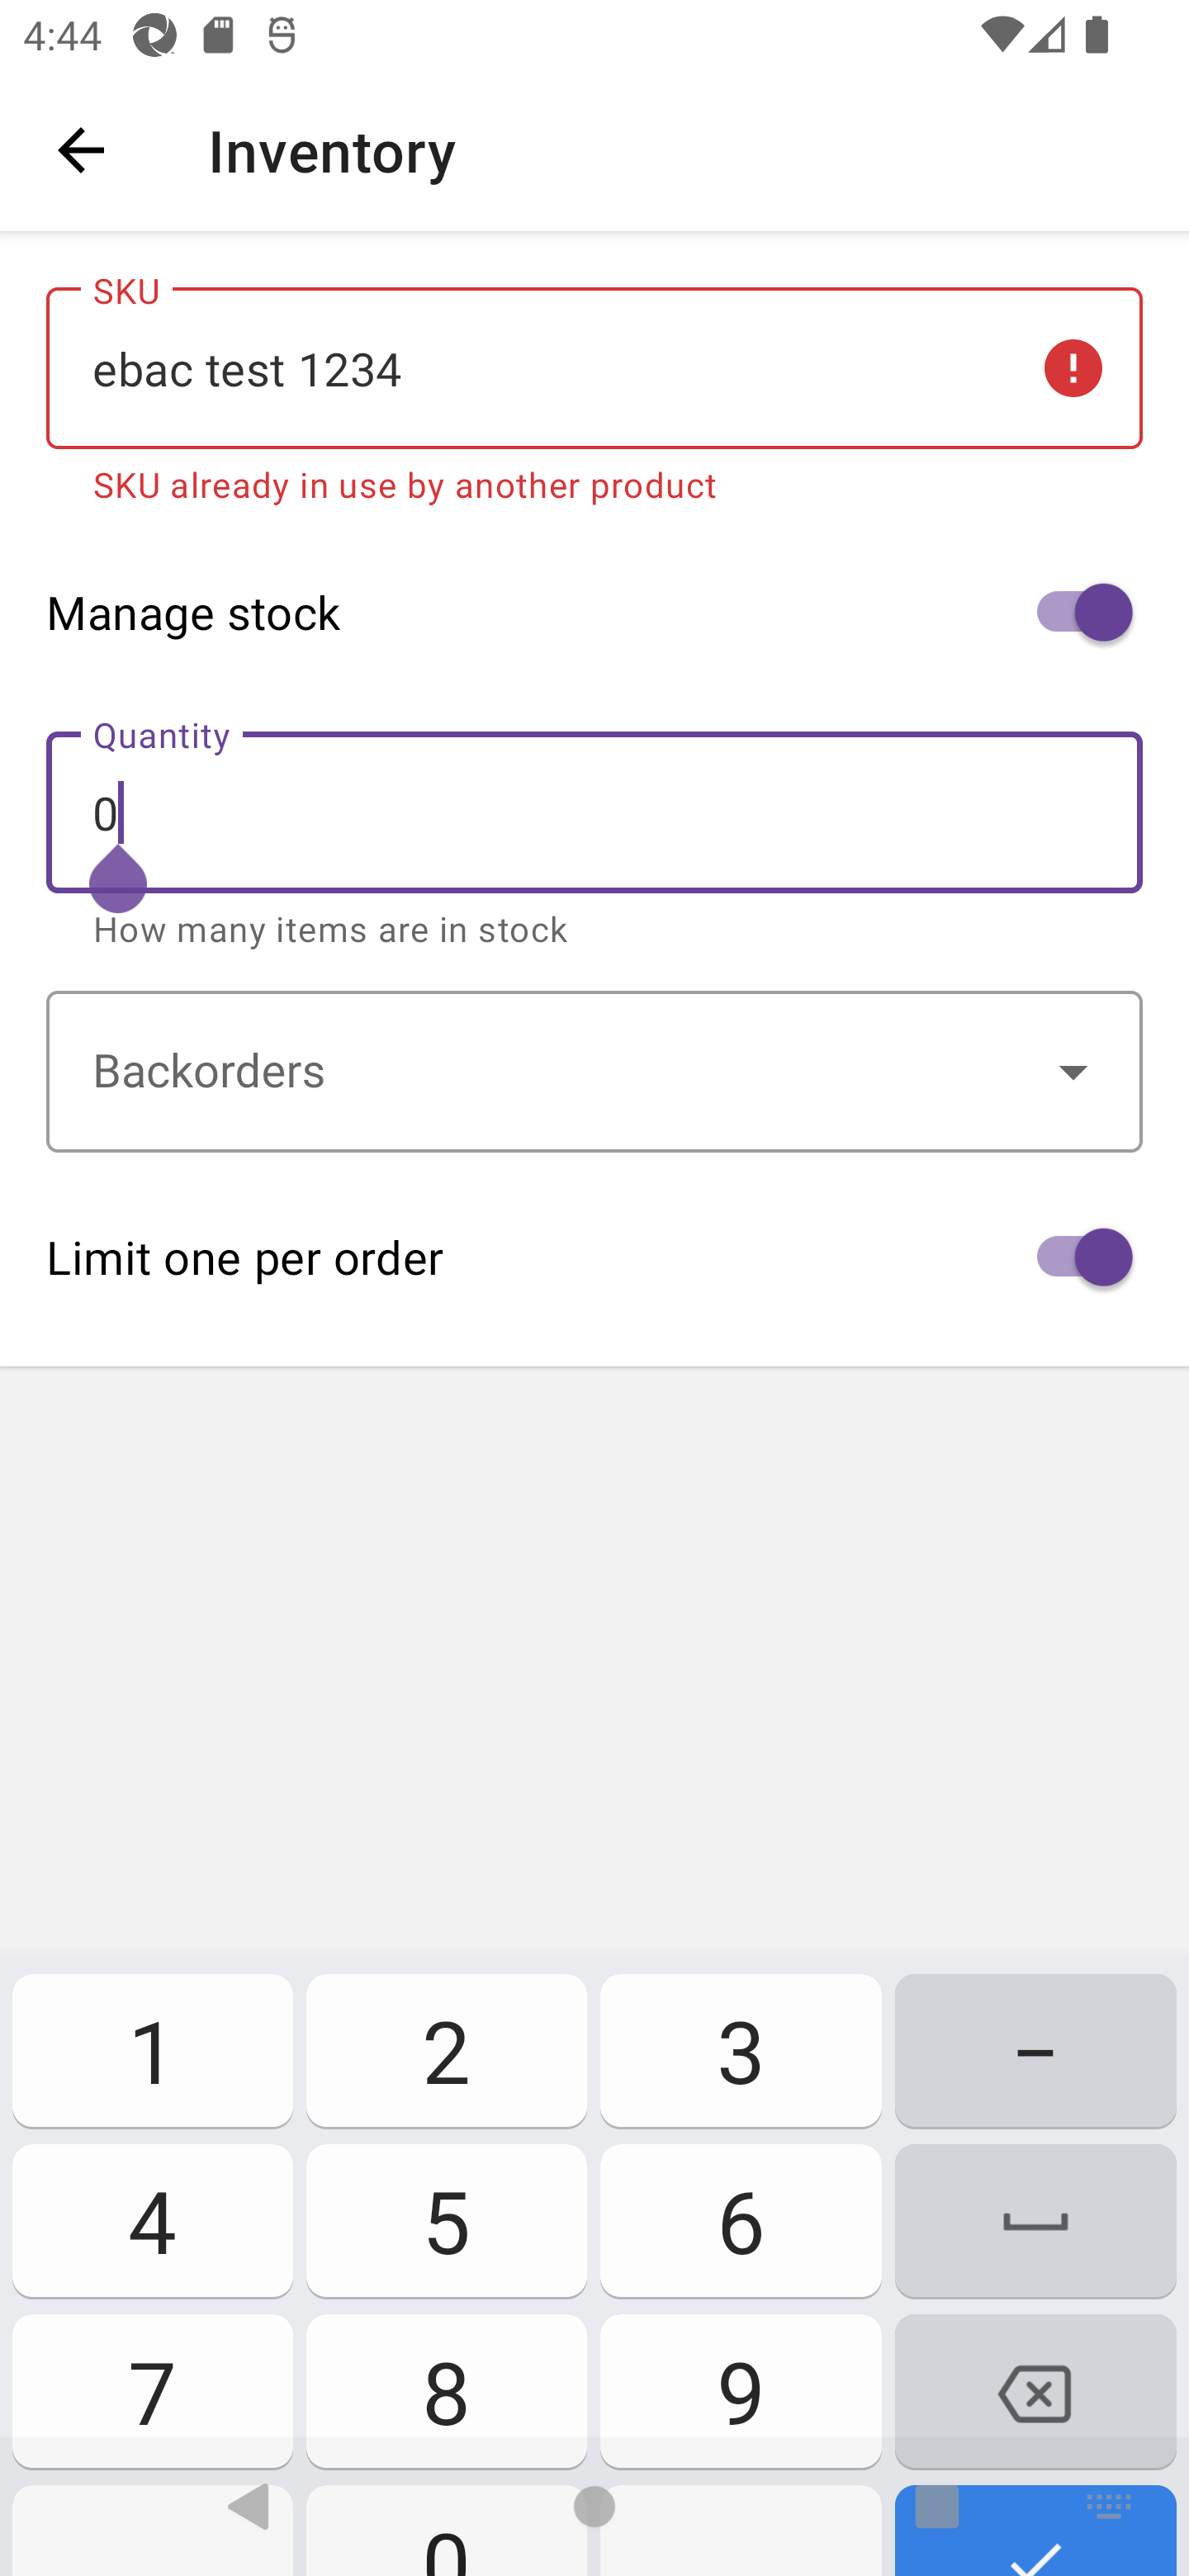 4:44
Inventory
SKU
ebac test 1234
SKU already in use by another product
Manage stock
Quantity
0
How many items are in stock
Backorders
Limit one per order
1 2 3 –
4 5 6
7 8 9
0